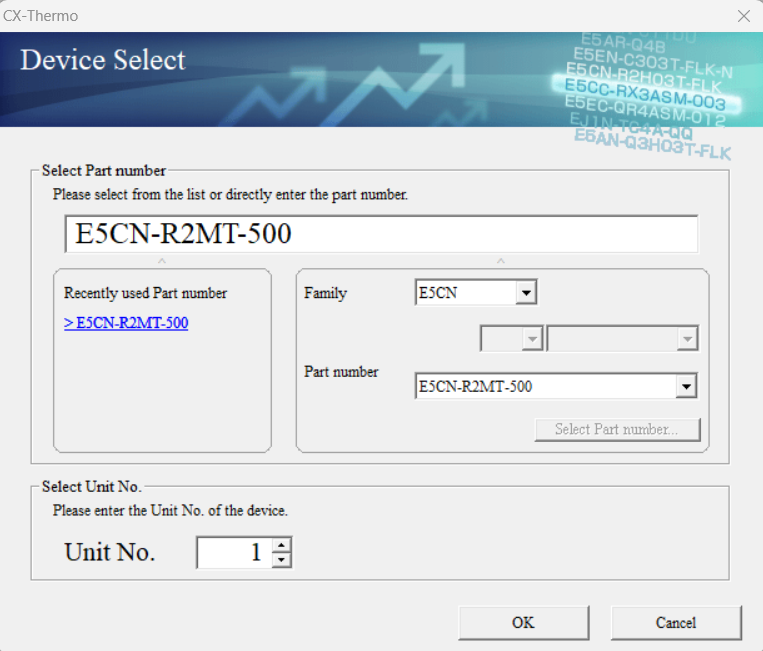 CX-Thermo
Device Select
E5AR-Q4B
E5EN-C303T-FLK-N
E5CN-R2H03T-FLK
E5CC-RX3ASM-003
E5EC-QR4ASM-012
EJ1N-TC4A-QQ
E5AN-Q3H03T-FLK
Select Part number
Please select from the list or directly enter the part number.
E5CN-R2MT-500
Recently used Part number
> E5CN-R2MT-500
Family
E5CN
Part number
E5CN-R2MT-500
Select Part number...
Select Unit No.
Please enter the Unit No. of the device.
Unit No.
1
OK
Cancel